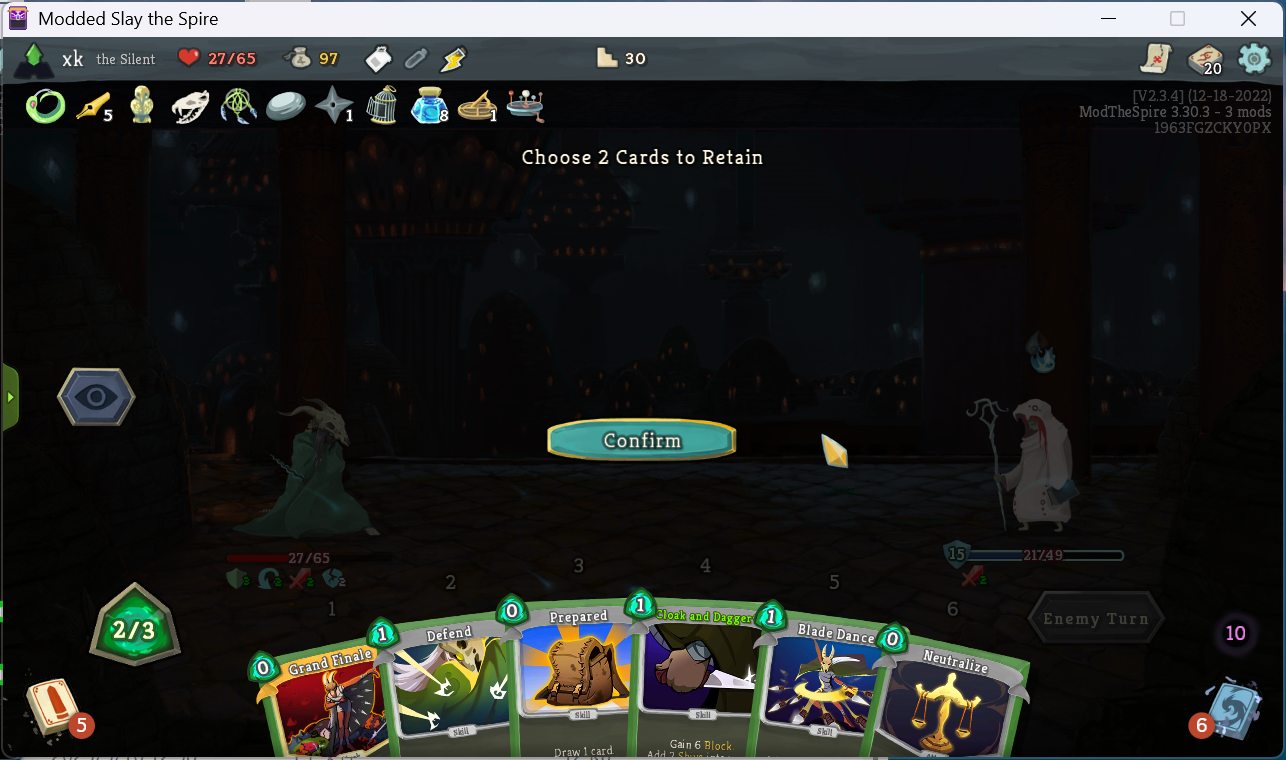 Modded Slay the Spire
xk the Silent 27/65 97 30 20
5 1 8 1
[V2.3.4] (12-18-2022)
ModTheSpire 3.30.3 - 3 mods
1963FGZCKY0PX
Choose 2 Cards to Retain
Confirm
27/65
15
1 2 3 4 5 6
2/3
Enemy Turn
10
0 Grand Finale
1 Defend
0 Prepared
1 Cloak and Dagger
1 Blade Dance
0 Neutralize
Skill
Skill
Skill
Skill
Skill
Draw 1 card
Gain 6 Block.
5
6